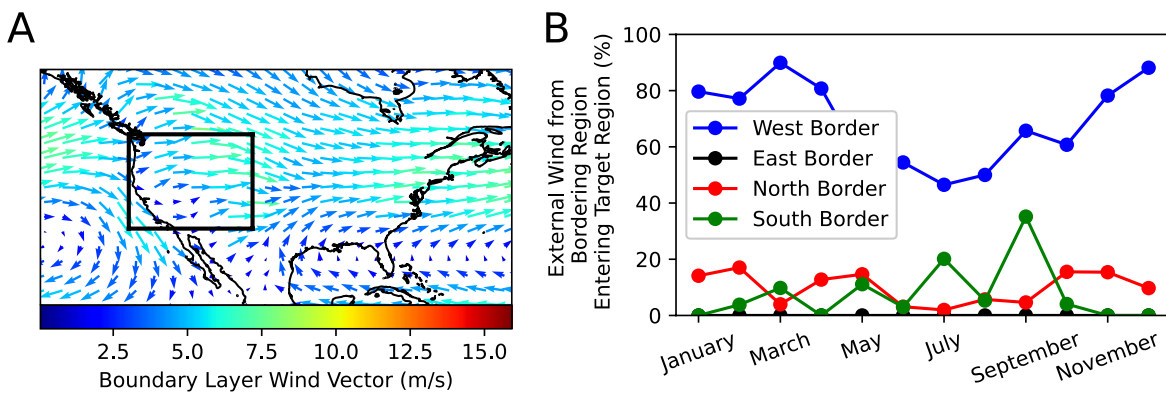 A
2.5 5.0 7.5 10.0 12.5 15.0
Boundary Layer Wind Vector (m/s)
B
External Wind from
Bordering Region
Entering Target Region (%)
100
80
60
40
20
0
West Border
East Border
North Border
South Border
January March May July September November